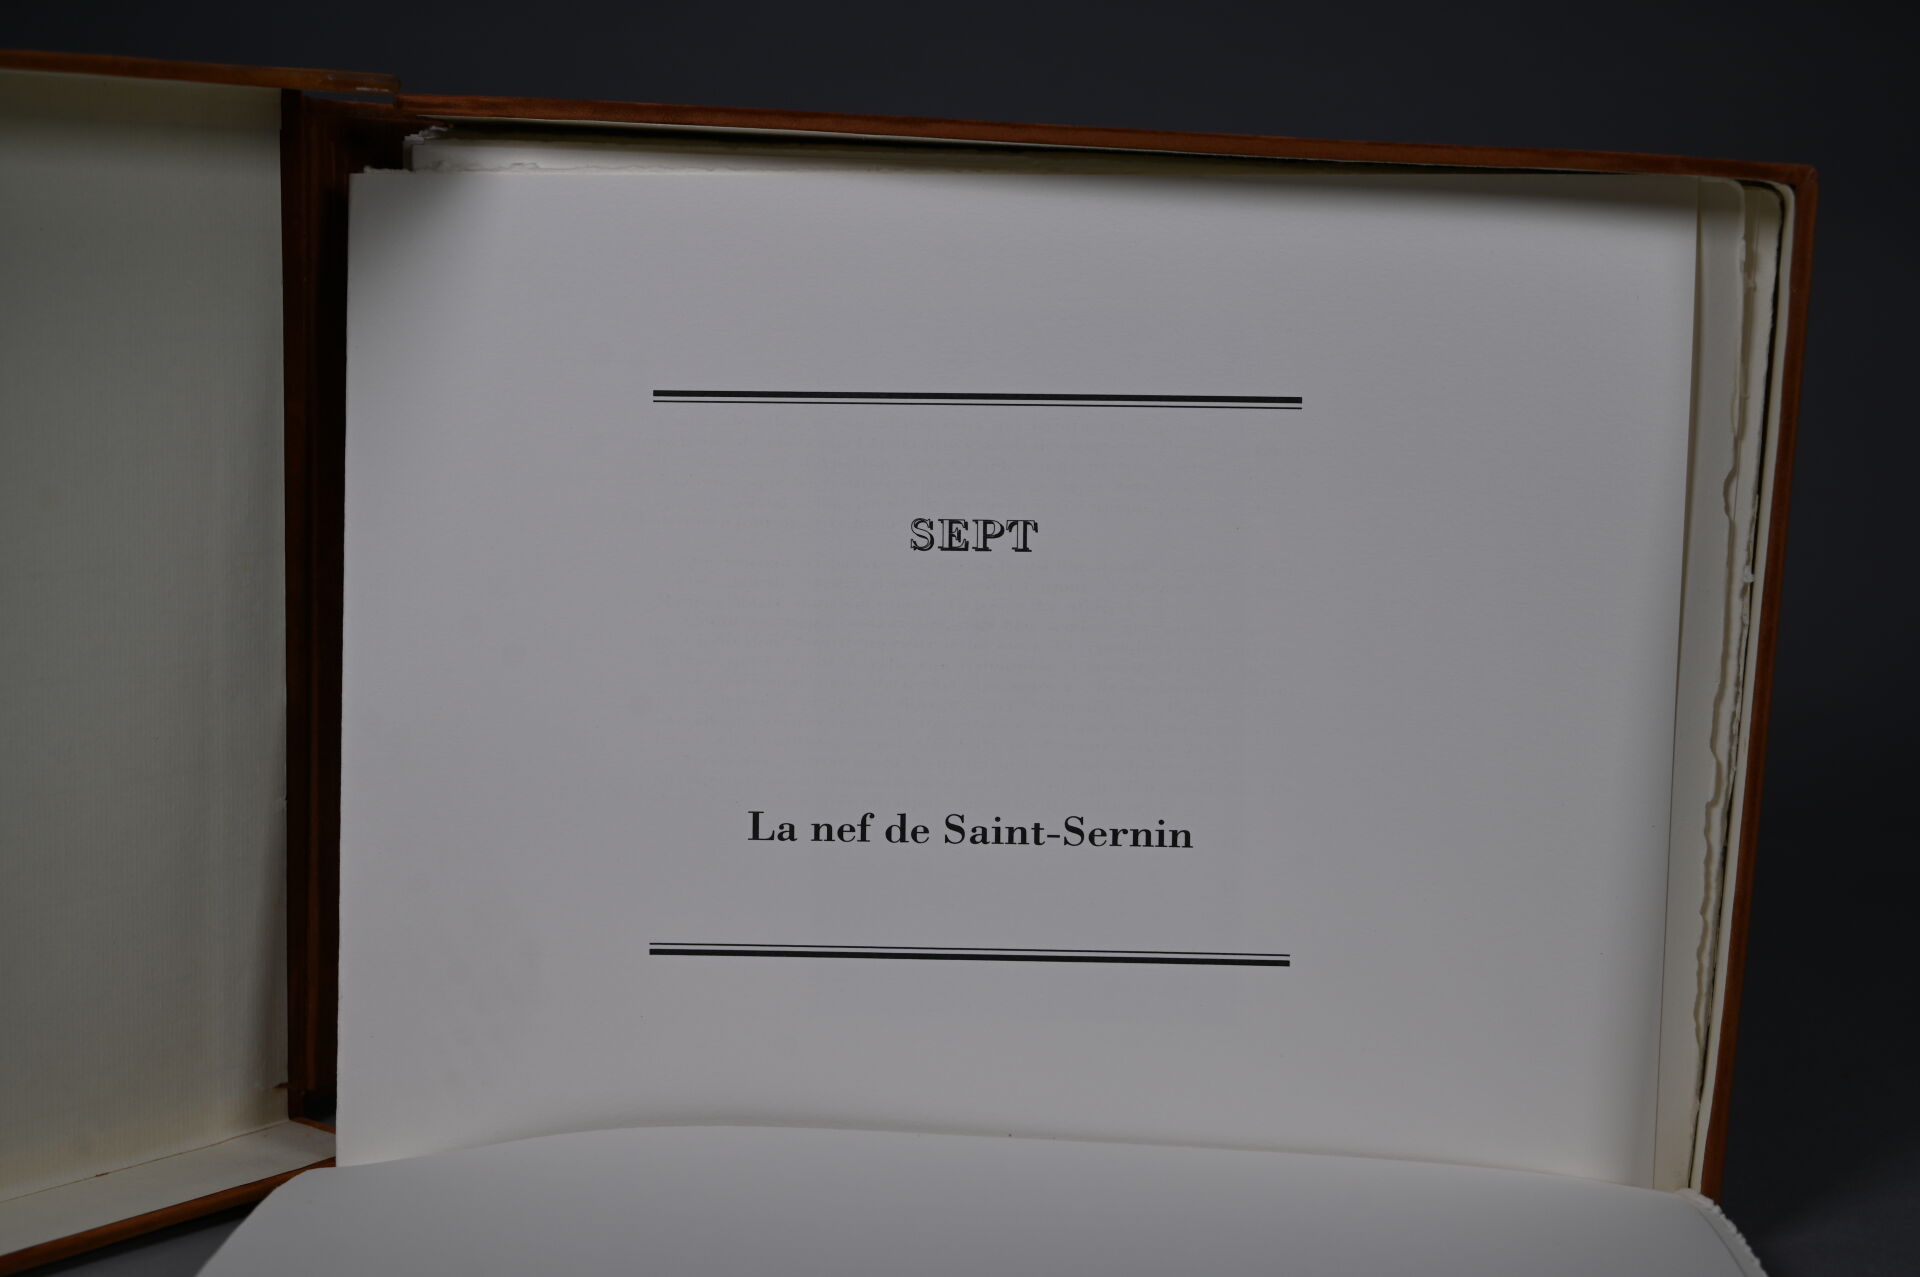 SEPT
La nef de Saint-Sernin